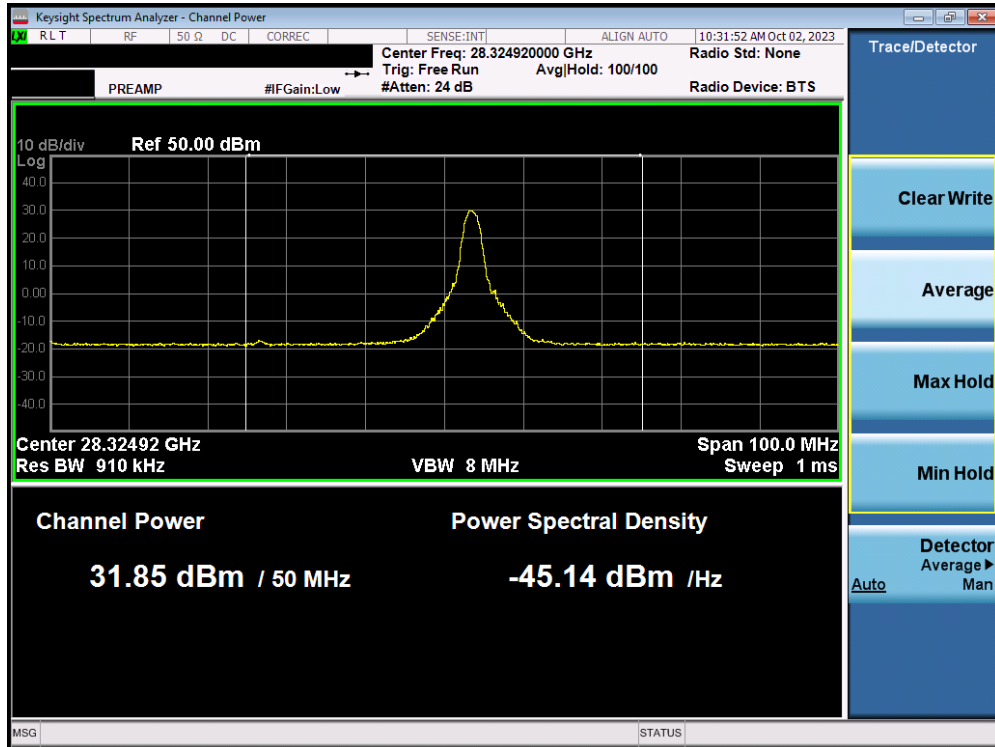 Keysight Spectrum Analyzer - Channel Power
LXI RLT RF 50 Ω DC CORREC SENSE:INT ALIGN AUTO 10:31:52 AM Oct 02, 2023
Center Freq: 28.324920000 GHz Radio Std: None
Trig: Free Run Avg|Hold: 100/100
PREAMP #IFGain:Low #Atten: 24 dB Radio Device: BTS
10 dB/div Ref 50.00 dBm
Log
40.0
30.0
20.0
10.0
0.00
-10.0
-20.0
-30.0
-40.0
Center 28.32492 GHz Span 100.0 MHz
Res BW 910 kHz VBW 8 MHz Sweep 1 ms
Channel Power Power Spectral Density
31.85 dBm / 50 MHz -45.14 dBm /Hz
Trace/Detector
Clear Write
Average
Max Hold
Min Hold
Detector
Average▶
Auto Man
MSG STATUS